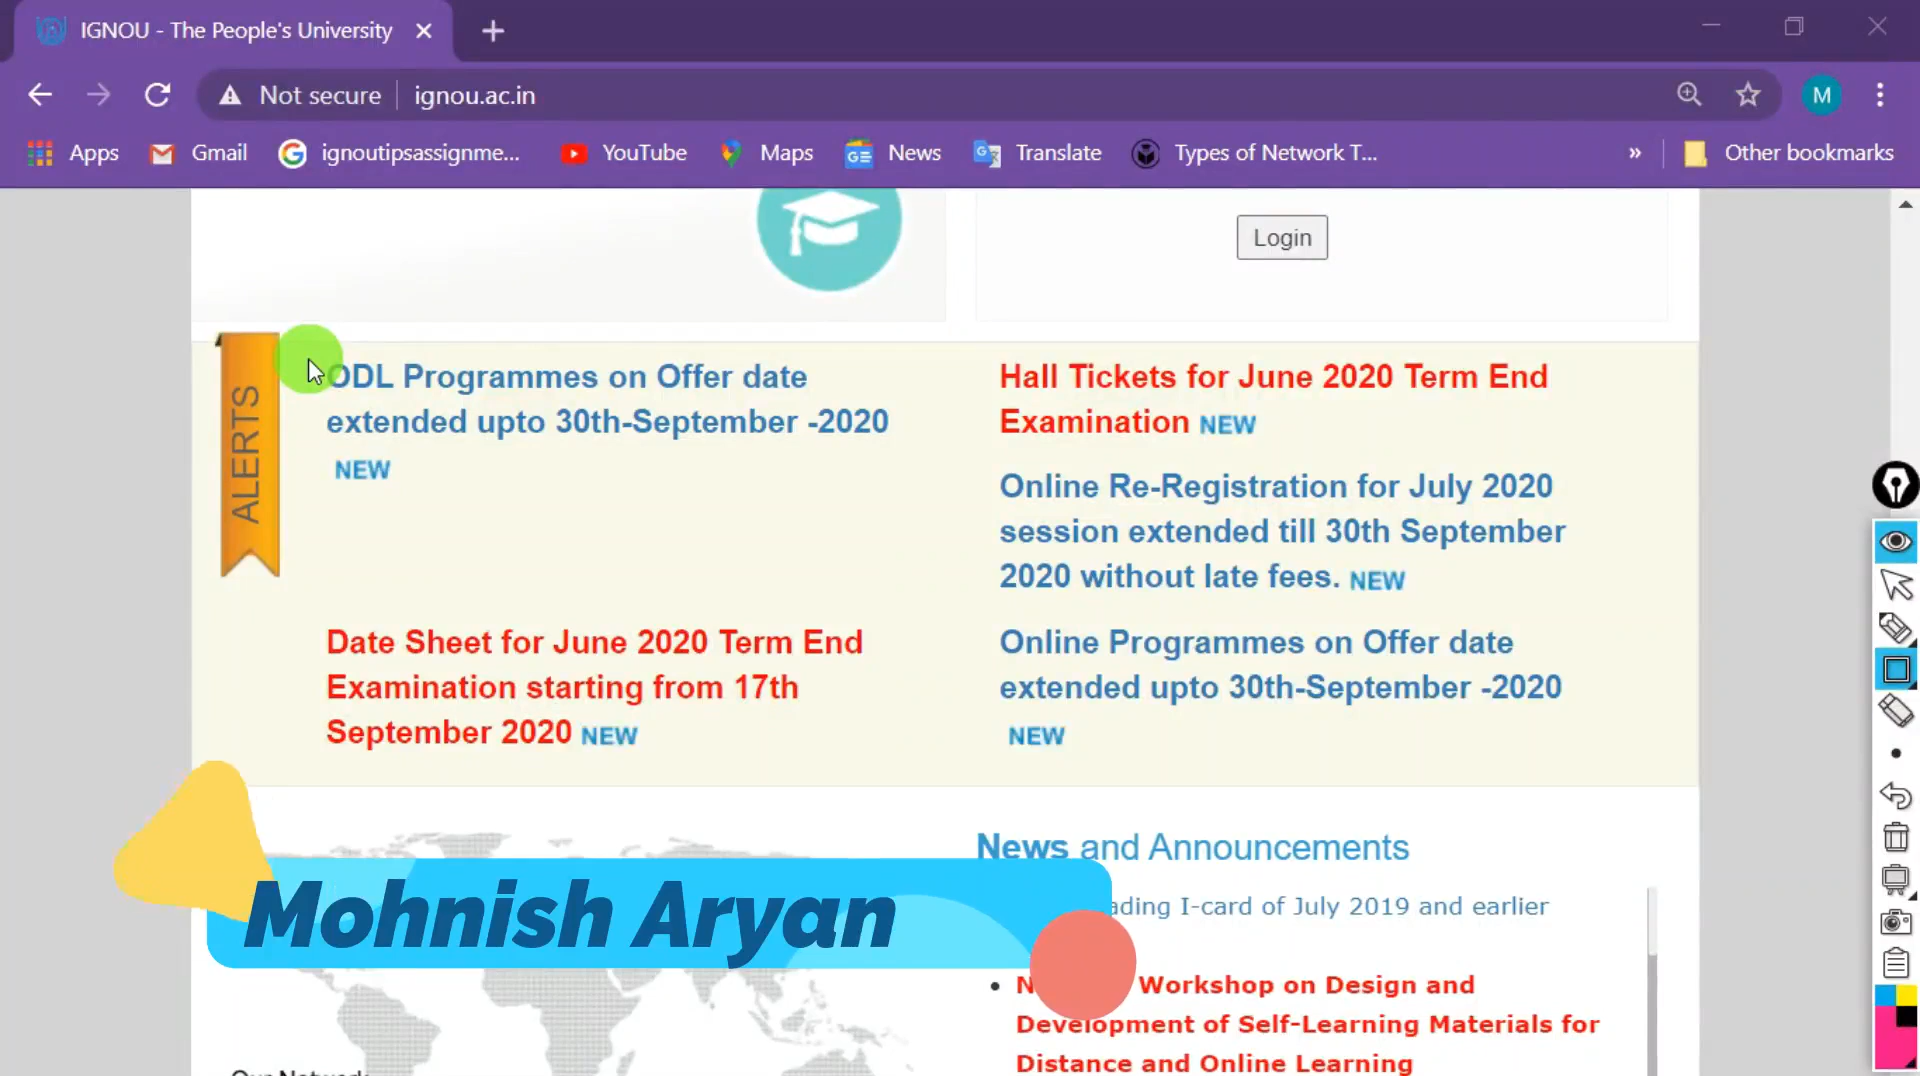 IGNOU - The People's University
Not secure
ignou.ac.in
M
Apps
Gmail
ignoutipsassignme...
YouTube
Maps
News
Translate
Types of Network T...
»
Other bookmarks
Login
ALERTS
ODL Programmes on Offer date
extended upto 30th-September -2020
NEW
Date Sheet for June 2020 Term End
Examination starting from 17th
September 2020 NEW
Hall Tickets for June 2020 Term End
Examination NEW
Online Re-Registration for July 2020
session extended till 30th September
2020 without late fees. NEW
Online Programmes on Offer date
extended upto 30th-September -2020
NEW
News and Announcements
I-card of July 2019 and earlier
Workshop on Design and
Development of Self-Learning Materials for
Distance and Online Learning
Mohnish Aryan
Our Network